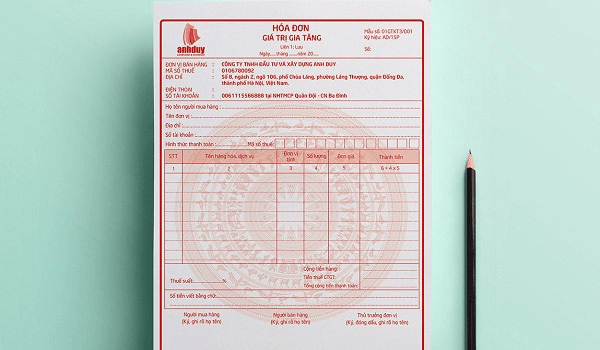 HÓA ĐƠN
GIÁ TRỊ GIA TĂNG
Liên 1: Lưu
Ngày.....tháng ........năm 20.....
Mẫu số: 01GTKT3/001
Ký hiệu: AD/15P
Số:
anhduy
ĐƠN VỊ BÁN HÀNG : CÔNG TY TNHH ĐẦU TƯ VÀ XÂY DỰNG ANH DUY
MÃ SỐ THUẾ : 0106780092
ĐỊA CHỈ : Số 8, ngách 2, ngõ 106, phố Chùa Láng, phường Láng Thượng, quận Đống Đa,
thành phố Hà Nội, Việt Nam.
ĐIỆN THOẠI :
SỐ TÀI KHOẢN : 0061115566888 tại NHTMCP Quân Đội - CN Ba Đình
Họ tên người mua hàng :
Tên đơn vị :
Địa chỉ :
Số tài khoản :
Hình thức thanh toán : Mã số thuế:
STT Tên hàng hóa, dịch vụ Đơn vị tính Số lượng Đơn giá Thành tiền
1 2 3 4 5 6 = 4 x 5
Cộng tiền hàng:
Thuế suất: %
Tiền thuế GTGT:
Tổng cộng tiền thanh toán:
Số tiền viết bằng chữ:
Người mua hàng Người bán hàng Thủ trưởng đơn vị
(Ký, ghi rõ họ tên) (Ký, ghi rõ họ tên) (Ký, đóng dấu, ghi rõ họ tên)